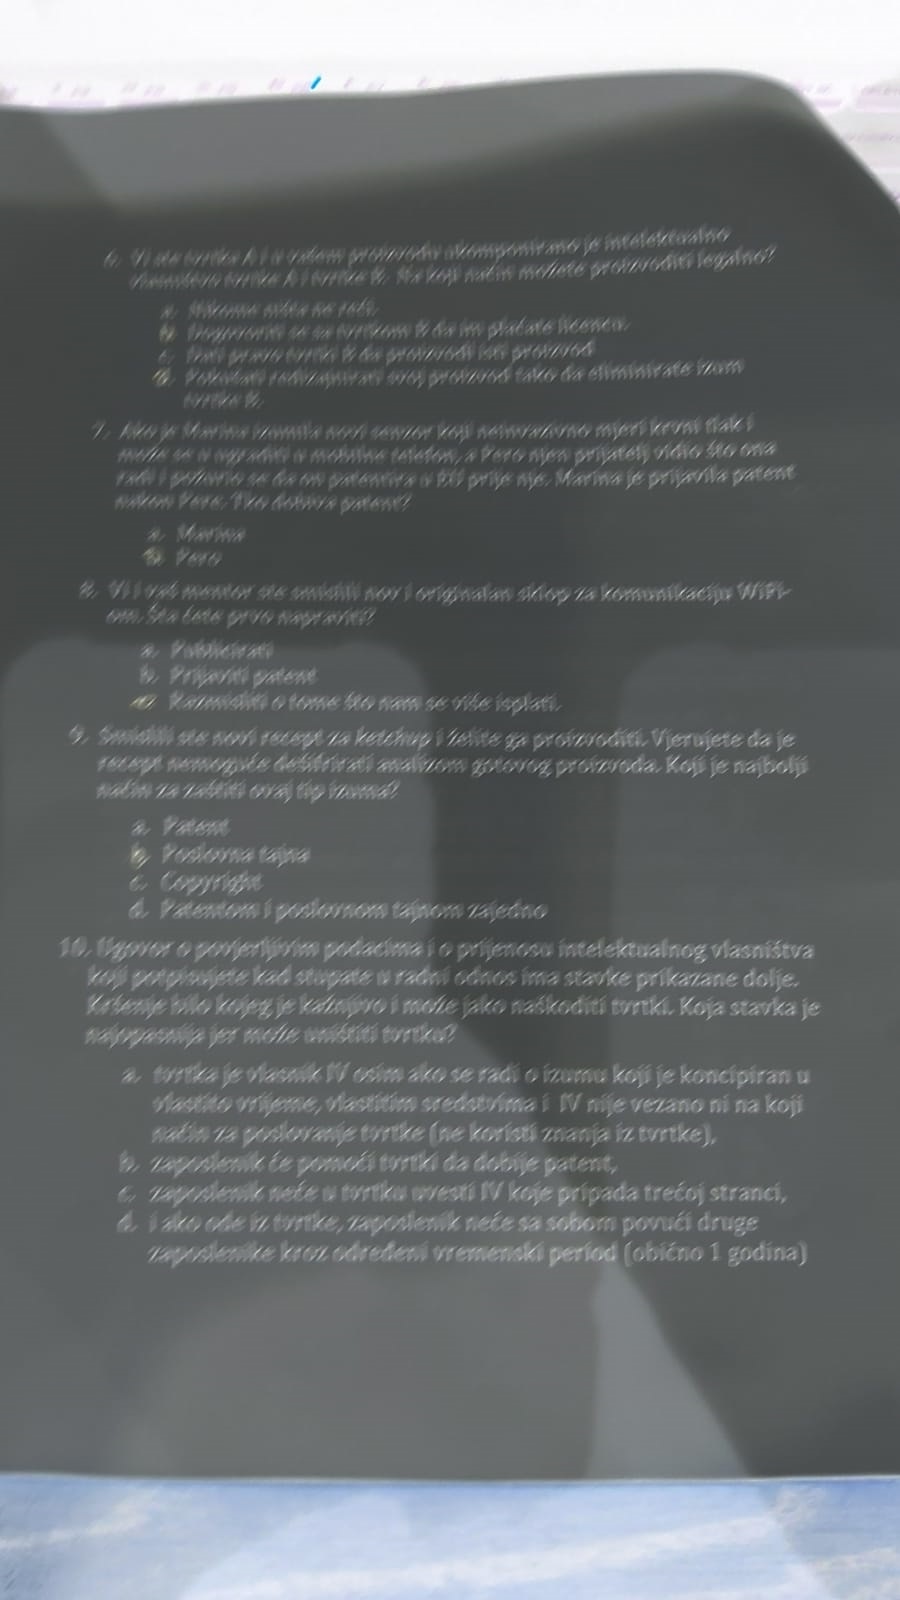 6. Vi ste tvrtka A i u vašem proizvodu ukomponirano je intelektualno
vlasništvo tvrtke A i tvrtke B. Na koji način možete proizvoditi legalno?
a. Nikome ništa ne reći.
b. Dogovoriti se sa tvrtkom B da im plaćate licencu.
c. Dati pravo tvrtki B da proizvodi isti proizvod
d. Pokušati redizajnirati svoj proizvod tako da eliminirate izum
tvrtke B.
7. Ako je Marina izumila novi senzor koji neinvazivno mjeri krvni tlak i
može se u ugraditi u mobilne telefon, a Pero njen prijatelj vidio što ona
radi i požurio se da on patentira u EU prije nje. Marina je prijavila patent
nakon Pere. Tko dobiva patent?
a. Marina
b. Pero
8. Vi i vaš mentor ste smislili nov i originalan sklop za komunikaciju WiFi-
om. Šta ćete prvo napraviti?
a. Publicirati
b. Prijaviti patent
c. Razmisliti o tome što nam se više isplati.
9. Smislili ste novi recept za ketchup i želite ga proizvoditi. Vjerujete da je
recept nemoguće dešifrirati analizom gotovog proizvoda. Koji je najbolji
način za zaštiti ovaj tip izuma?
a. Patent
b. Poslovna tajna
c. Copyright
d. Patentom i poslovnom tajnom zajedno
10. Ugovor o povjerljivim podacima i o prijenosu intelektualnog vlasništva
koji potpisujete kad stupate u radni odnos ima stavke prikazane dolje.
Kršenje bilo kojeg je kažnjivo i može jako naškoditi tvrtki. Koja stavka je
najopasnija jer može uništiti tvrtku?
a. tvrtka je vlasnik IV osim ako se radi o izumu koji je koncipiran u
vlastito vrijeme, vlastitim sredstvima i IV nije vezano ni na koji
način za poslovanje tvrtke (ne koristi znanja iz tvrtke),
b. zaposlenik će pomoći tvrtki da dobije patent,
c. zaposlenik neće u tvrtku uvesti IV koje pripada trećoj stranci,
d. i ako ode iz tvrtke, zaposlenik neće sa sobom povući druge
zaposlenike kroz određeni vremenski period (obično 1 godina)